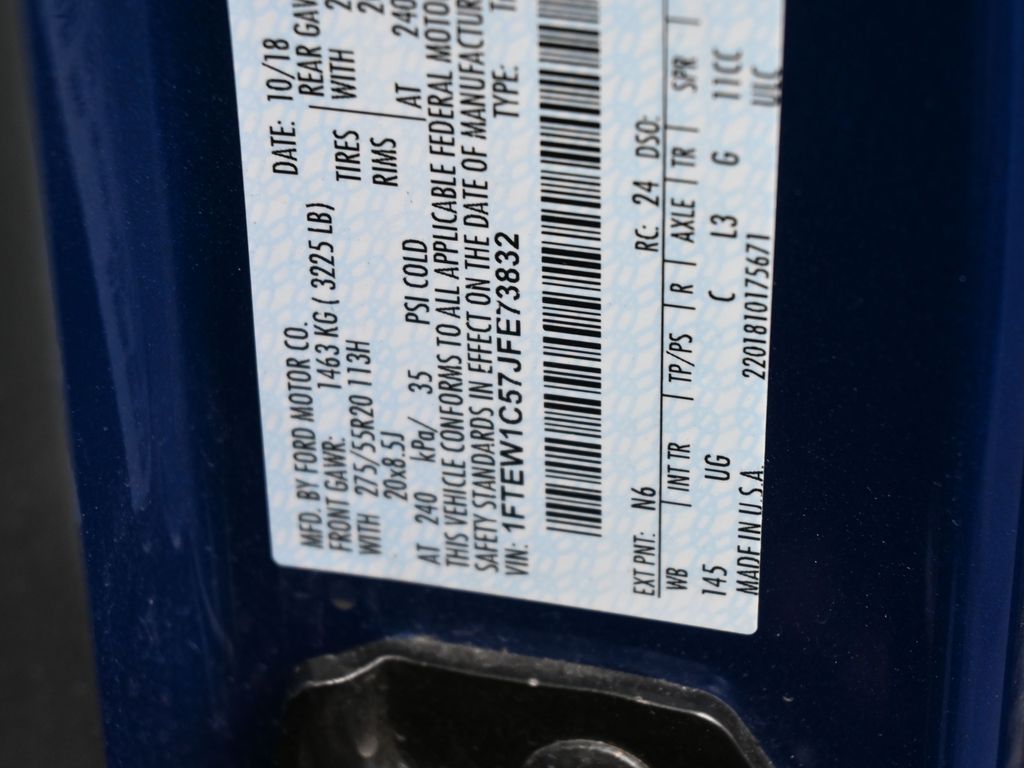 MFD. BY FORD MOTOR CO.
DATE: 10/18
FRONT GAWR: 1463 KG ( 3225 LB)
REAR
WITH 275/55R20 113H
TIRES
WITH
20x8.5J
RIMS
AT 240 kPa/ 35 PSI COLD
AT 240
THIS VEHICLE CONFORMS TO ALL APPLICABLE FEDERAL MOTOR
SAFETY STANDARDS IN EFFECT ON THE DATE OF MANUFACTURE
VIN: 1FTEW1C57JFE73832
TYPE:
EXT PNT: N6 RC: 24 DSO:
WB | INT TR | TP/PS | R | AXLE | TR | SPR |
145 UG C L3 G 11CC
MADE IN U.S.A. 220181017567